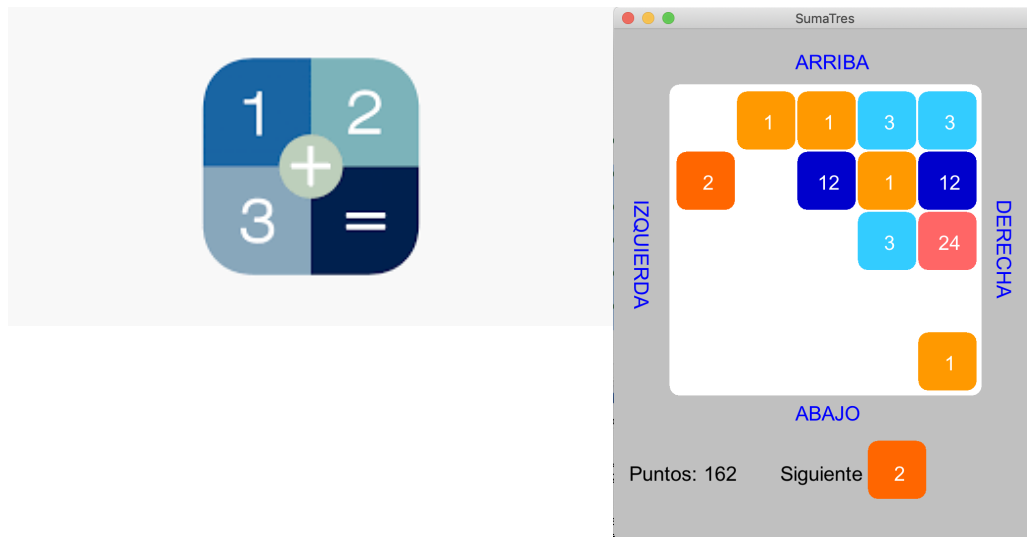 1 2
+
3 =
SumaTres
ARRIBA
1 1 3 3
2 12 1 12
IZQUIERDA
DERECHA
3 24
1
ABAJO
Puntos: 162 Siguiente 2